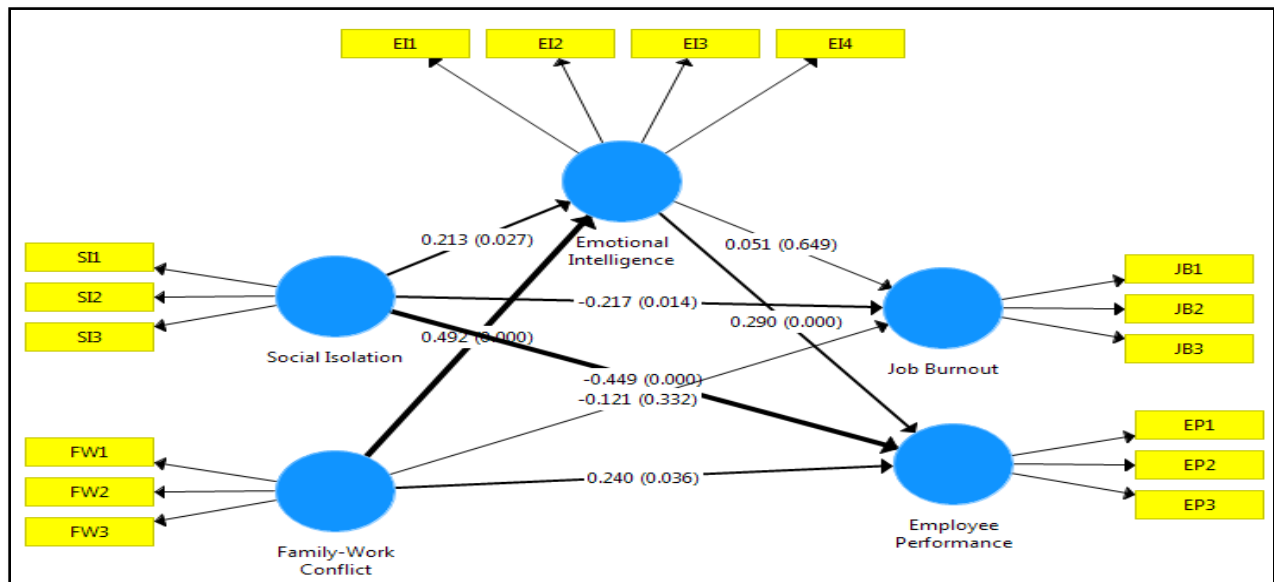 EI1
EI2
EI3
EI4
Emotional
Intelligence
0.213 (0.027)
0.051 (0.649)
SI1
SI2
SI3
Social Isolation
-0.217 (0.014)
0.290 (0.000)
0.492 (0.000)
JB1
JB2
JB3
Job Burnout
-0.449 (0.000)
-0.121 (0.332)
FW1
FW2
FW3
Family-Work
Conflict
0.240 (0.036)
EP1
EP2
EP3
Employee
Performance